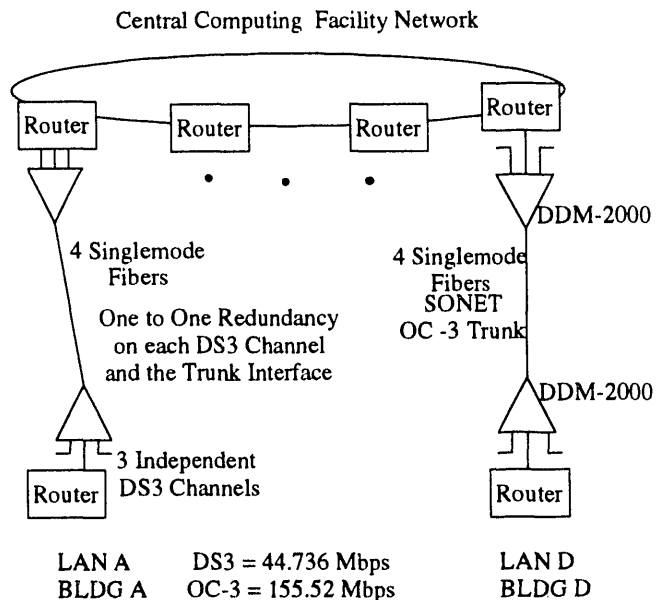 Central Computing Facility Network
Router
Router
Router
Router
DDM-2000
4 Singlemode
Fibers
4 Singlemode
Fibers
SONET
OC -3 Trunk
One to One Redundancy
on each DS3 Channel
and the Trunk Interface
DDM-2000
3 Independent
DS3 Channels
Router
Router
LAN A DS3 = 44.736 Mbps LAN D
BLDG A OC-3 = 155.52 Mbps BLDG D